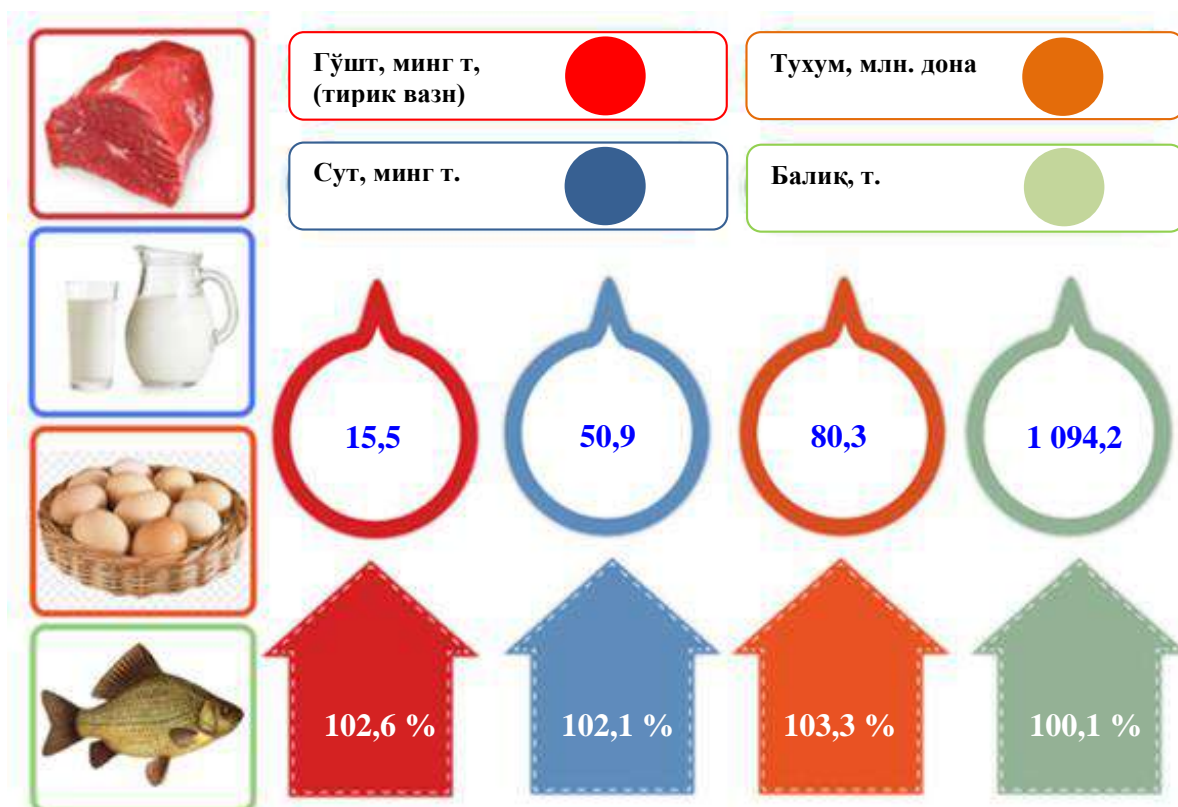 Гўшт, минг т,
(тирик вазн)
Тухум, млн. дона
Сут, минг т.
Балиқ, т.
15,5
50,9
80,3
1 094,2
102,6 %
102,1 %
103,3 %
100,1 %